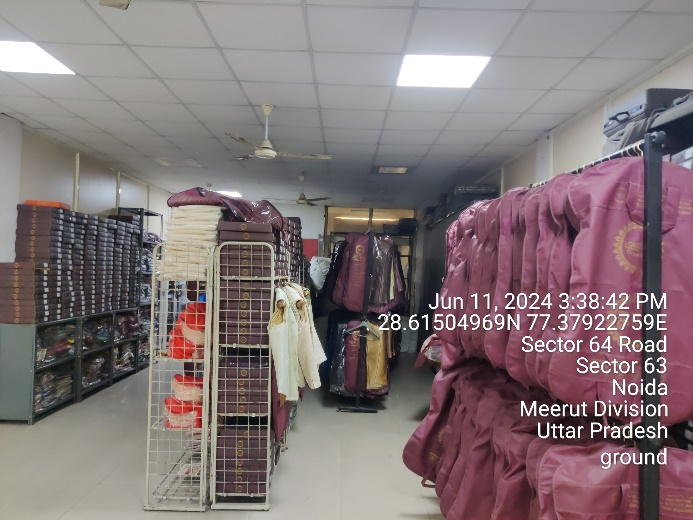 Jun 11, 2024 3:38:42 PM
28.61504969N 77.37922759E
Sector 64 Road
Sector 63
Noida
Meerut Division
Uttar Pradesh
ground